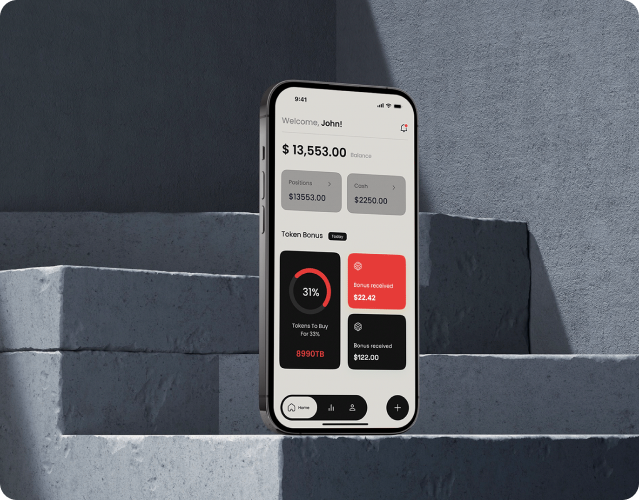 9:41
Welcome, John!
$ 13,553.00 Balance
Positions
$13553.00
Cash
$2250.00
Token Bonus Today
31%
Tokens To Buy
For 33%
8990TB
Bonus received
$22.42
Bonus received
$122.00
Home